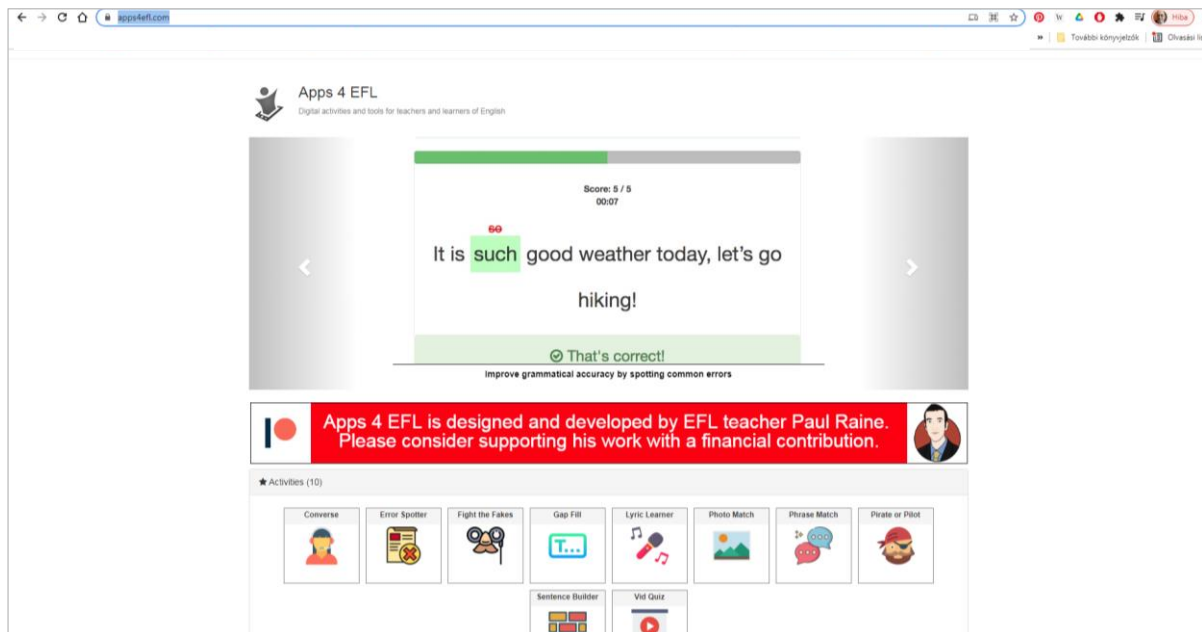 apps4efl.com
Hiba
»
További könyvjelzők
Olvasási li
Apps 4 EFL
Digital activities and tools for teachers and learners of English
Score: 5 / 5
00:07
so
It is such good weather today, let's go
hiking!
That's correct!
Improve grammatical accuracy by spotting common errors
Apps 4 EFL is designed and developed by EFL teacher Paul Raine.
Please consider supporting his work with a financial contribution.
Activities (10)
Converse
Error Spotter
Fight the Fakes
Gap Fill
Lyric Learner
Photo Match
Phrase Match
Pirate or Pilot
T...
Sentence Builder
Vid Quiz